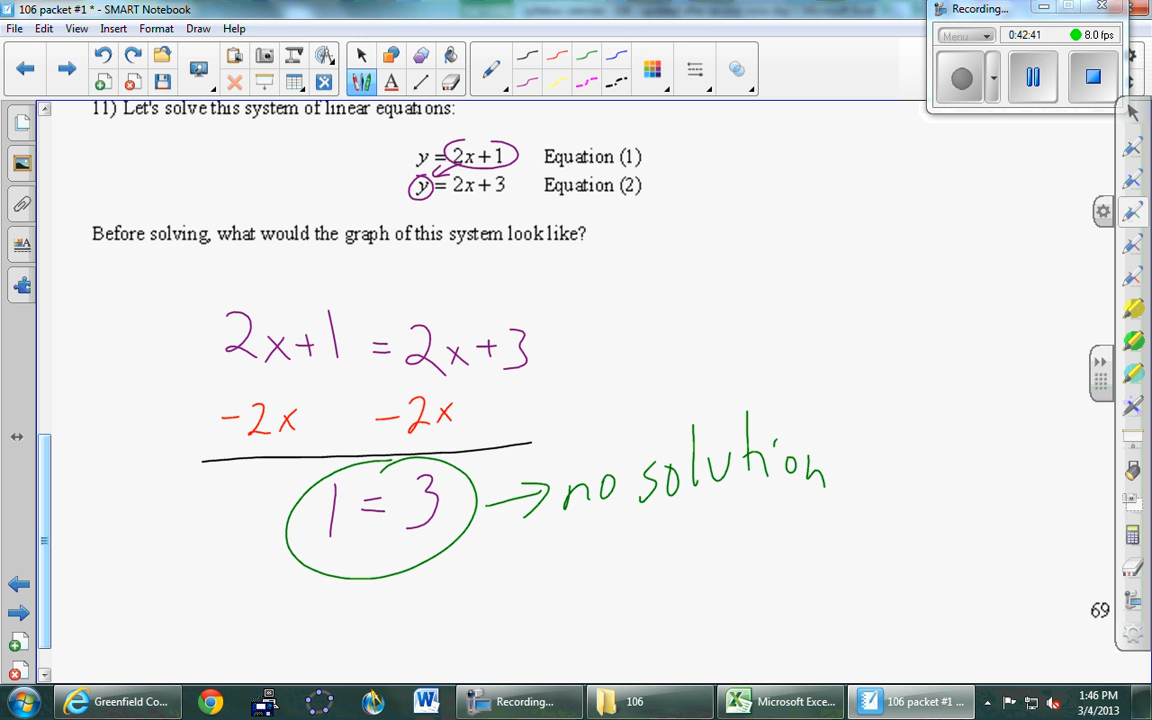 106 packet #1 * - SMART Notebook
Recording...
File Edit View Insert Format Draw Help
Menu
0:42:41
8.0 fps
11) Let's solve this system of linear equations:
y = 2x+1 Equation (1)
y = 2x+3 Equation (2)
Before solving, what would the graph of this system look like?
2x+1 = 2x+3
-2x -2x
1 = 3 → no solution
69
Greenfield Co...
Recording...
106
Microsoft Exce...
106 packet #1 ...
1:46 PM
3/4/2013